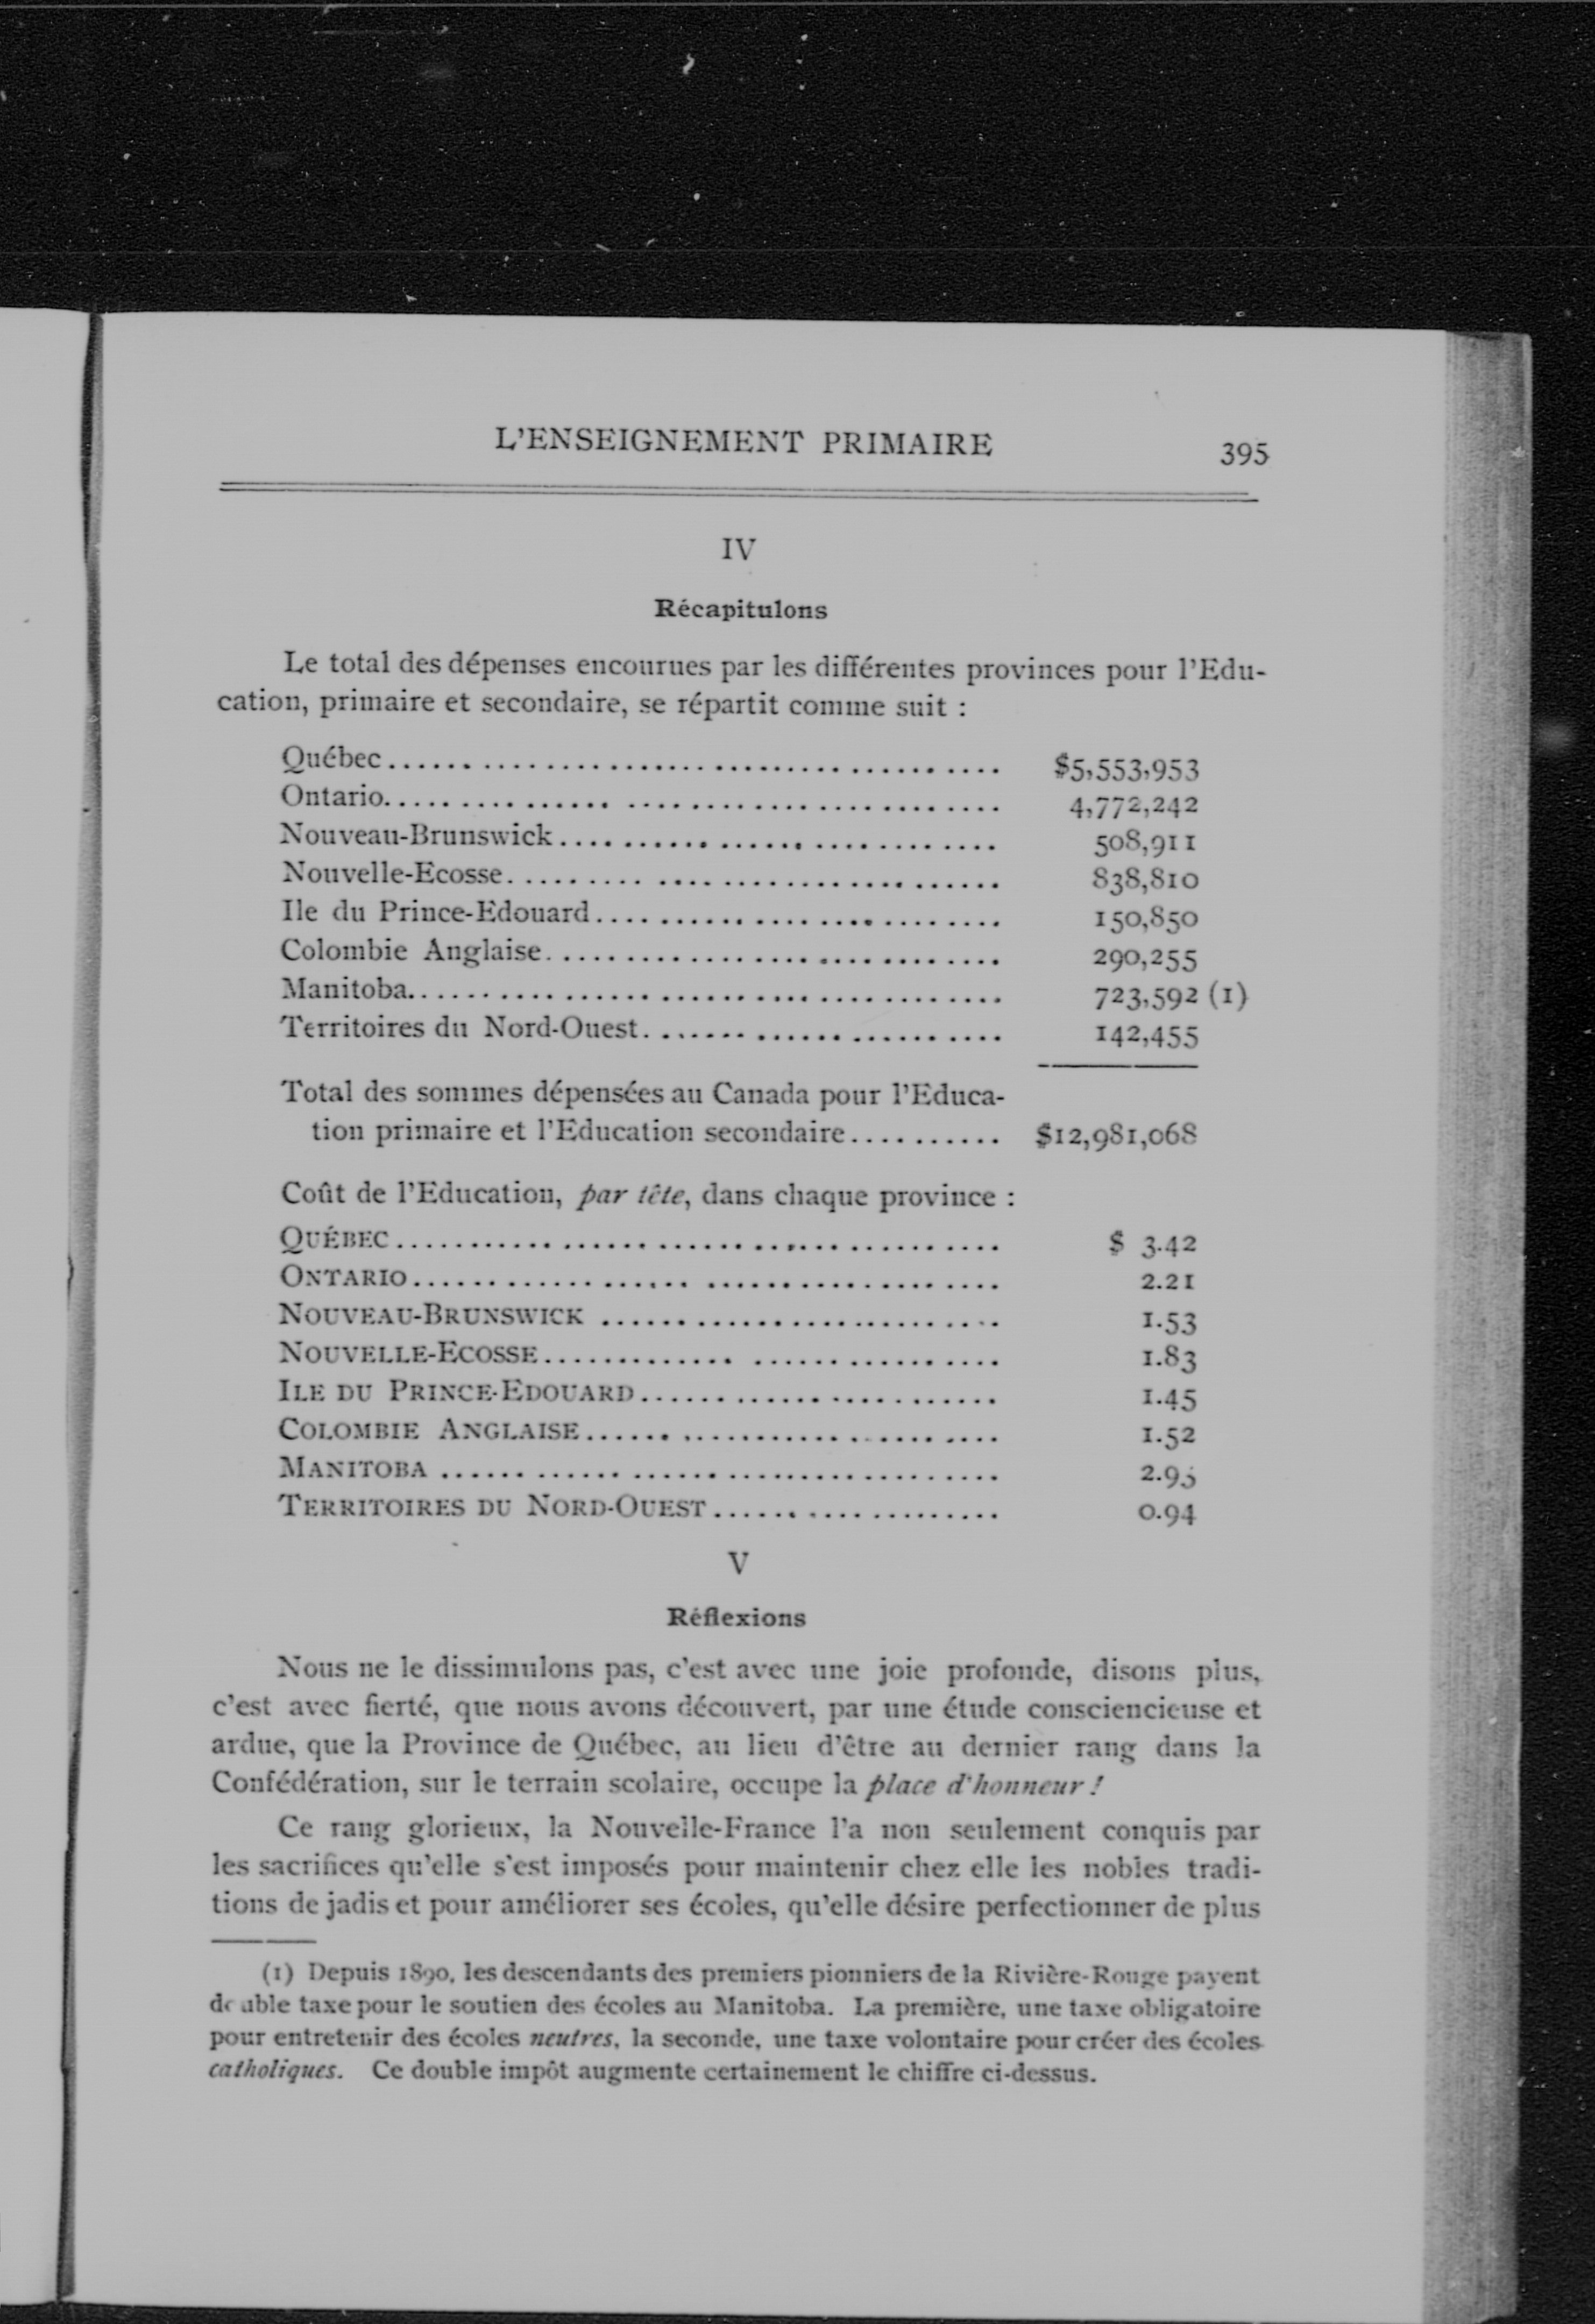 L'ENSEIGNEMENT PRIMAIRE 395
IV
Récapitulons
Le total des dépenses encourues par les différentes provinces pour l'Edu-
cation, primaire et secondaire, se répartit comme suit :
Québec........................................ $5,553,953
Ontario........................................ 4,772,242
Nouveau-Brunswick.............................. 508,911
Nouvelle-Ecosse................................ 838,810
Ile du Prince-Edouard.......................... 150,850
Colombie Anglaise.............................. 290,255
Manitoba....................................... 723,592 (1)
Territoires du Nord-Ouest...................... 142,455
Total des sommes dépensées au Canada pour l'Educa-
tion primaire et l'Education secondaire.......... $12,981,068
Coût de l'Education, par tête, dans chaque province :
QUÉBEC........................................ $ 3.42
ONTARIO....................................... 2.21
NOUVEAU-BRUNSWICK ............................ 1.53
NOUVELLE-ECOSSE............................... 1.83
ILE DU PRINCE-EDOUARD......................... 1.45
COLOMBIE ANGLAISE............................. 1.52
MANITOBA ..................................... 
TERRITOIRES DU NORD-OUEST..................... 0.94
V
Réflexions
Nous ne le dissimulons pas, c'est avec une joie profonde, disons plus,
c'est avec fierté, que nous avons découvert, par une étude consciencieuse et
ardue, que la Province de Québec, au lieu d'être au dernier rang dans la
Confédération, sur le terrain scolaire, occupe la place d'honneur !
Ce rang glorieux, la Nouvelle-France l'a non seulement conquis par
les sacrifices qu'elle s'est imposés pour maintenir chez elle les nobles tradi-
tions de jadis et pour améliorer ses écoles, qu'elle désire perfectionner de plus
(1) Depuis 1890, les descendants des premiers pionniers de la Rivière-Rouge payent
double taxe pour le soutien des écoles au Manitoba. La première, une taxe obligatoire
pour entretenir des écoles neutres, la seconde, une taxe volontaire pour créer des écoles
catholiques. Ce double impôt augmente certainement le chiffre ci-dessus.